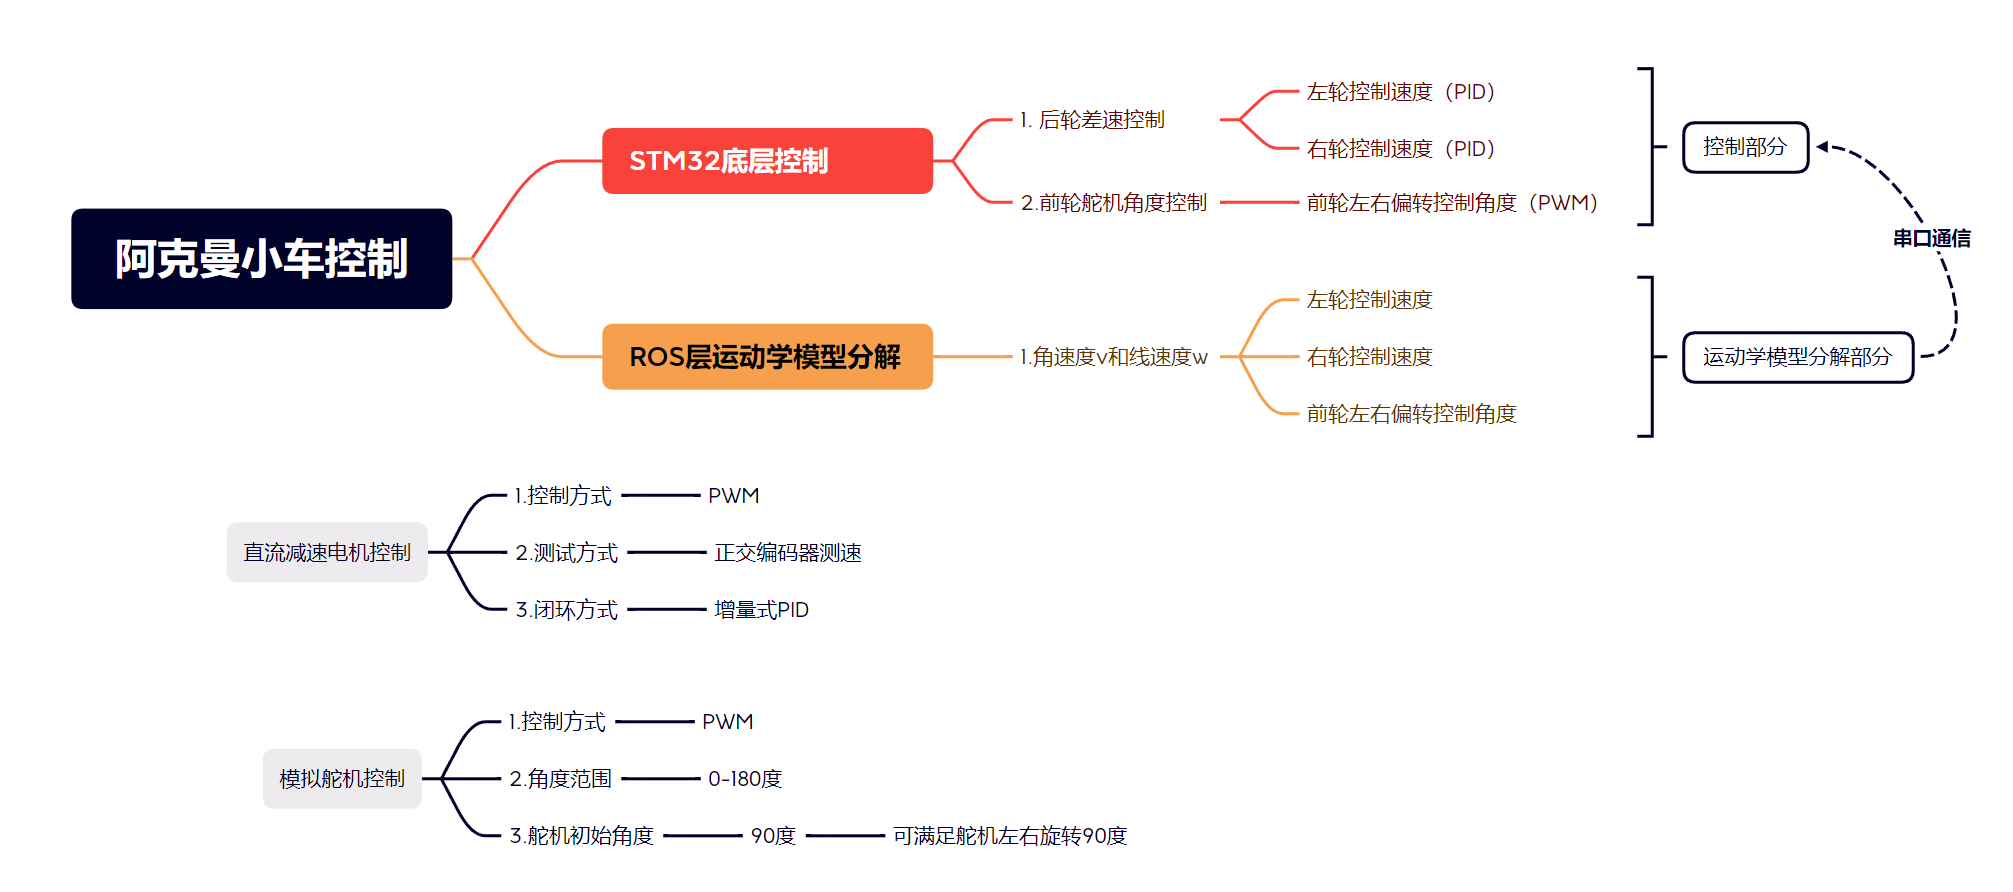 阿克曼小车控制
STM32底层控制
1. 后轮差速控制
左轮控制速度（PID）
右轮控制速度（PID）
2.前轮舵机角度控制
前轮左右偏转控制角度（PWM）
控制部分
串口通信
ROS层运动学模型分解
1.角速度v和线速度w
左轮控制速度
右轮控制速度
前轮左右偏转控制角度
运动学模型分解部分
直流减速电机控制
1.控制方式
PWM
2.测试方式
正交编码器测速
3.闭环方式
增量式PID
模拟舵机控制
1.控制方式
PWM
2.角度范围
0-180度
3.舵机初始角度
90度
可满足舵机左右旋转90度